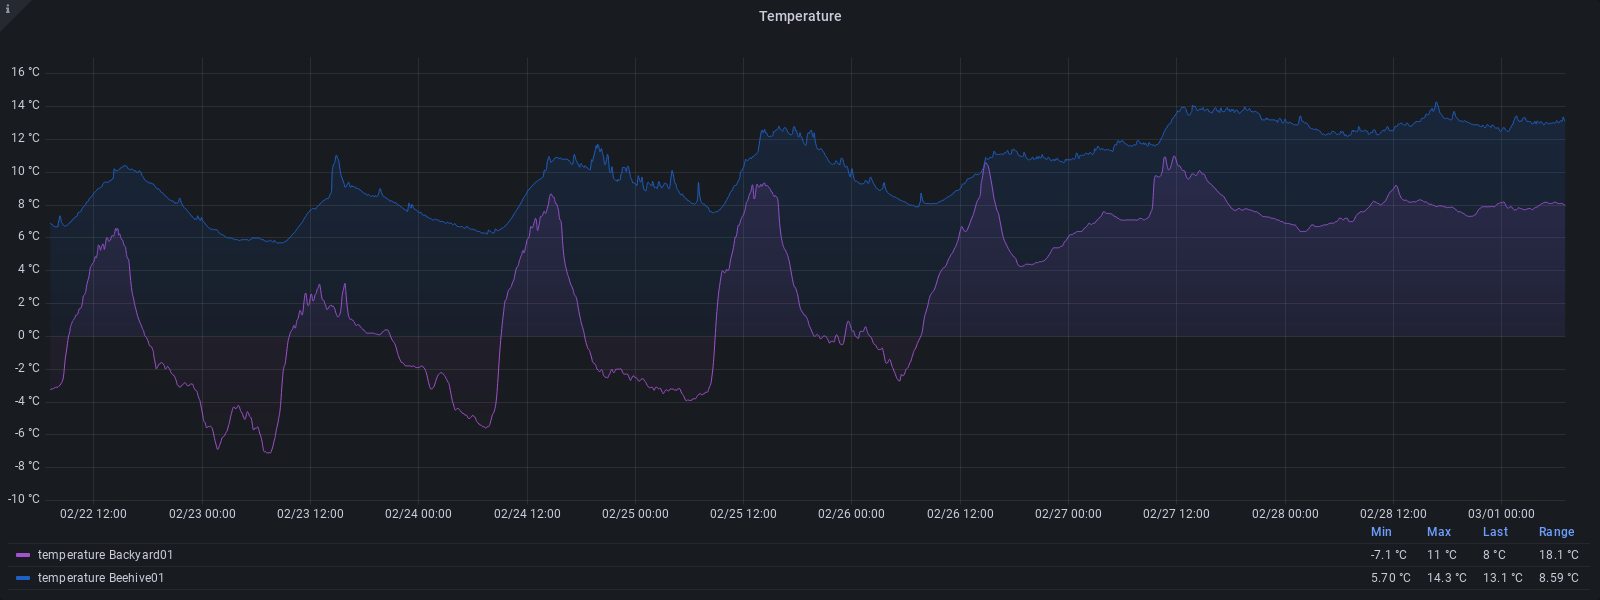 i
Temperature
16 °C
14 °C
12 °C
10 °C
8 °C
6 °C
4 °C
2 °C
0 °C
-2 °C
-4 °C
-6 °C
-8 °C
-10 °C
02/22 12:00 02/23 00:00 02/23 12:00 02/24 00:00 02/24 12:00 02/25 00:00 02/25 12:00 02/26 00:00 02/26 12:00 02/27 00:00 02/27 12:00 02/28 00:00 02/28 12:00 03/01 00:00
Min Max Last Range
temperature Backyard01 -7.1 °C 11 °C 8 °C 18.1 °C
temperature Beehive01 5.70 °C 14.3 °C 13.1 °C 8.59 °C